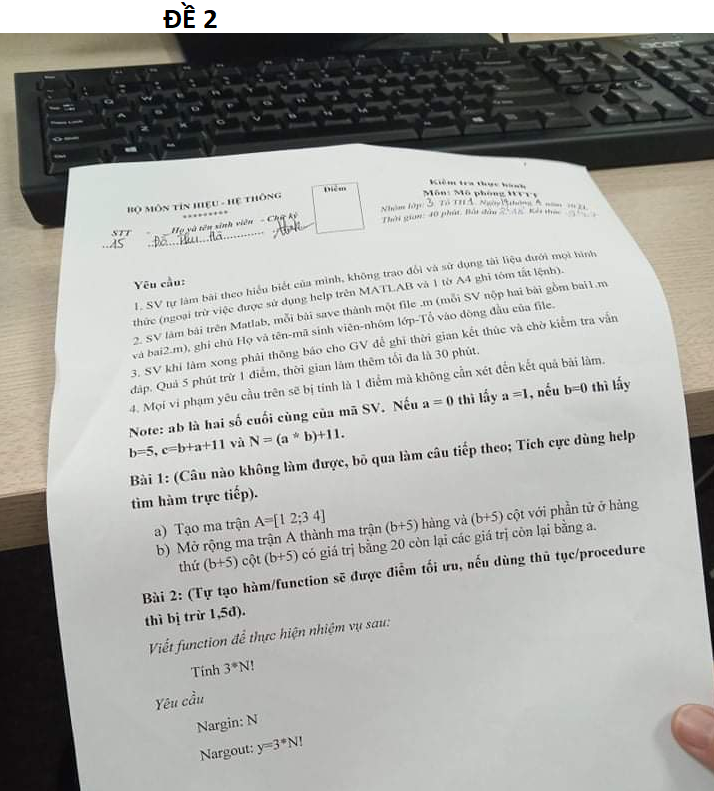 ĐỀ 2
BỘ MÔN TÍN HIỆU - HỆ THỐNG
*********
Điểm
Kiểm tra thực hành
Môn: Mô phỏng HTTT
Nhóm lớp: 3 Tổ TH1. Ngày 19 tháng 4 năm
Thời gian: 40 phút. Bắt đầu Kết thúc
STT - Họ và tên sinh viên - Chữ ký
..15
Yêu cầu:
1. SV tự làm bài theo hiểu biết của mình, không trao đổi và sử dụng tài liệu dưới mọi hình
thức (ngoại trừ việc được sử dụng help trên MATLAB và 1 tờ A4 ghi tóm tắt lệnh).
2. SV làm bài trên Matlab, mỗi bài save thành một file .m (mỗi SV nộp hai bài gồm bai1.m
và bai2.m), ghi chú Họ và tên-mã sinh viên-nhóm lớp-Tổ vào dòng đầu của file.
3. SV khi làm xong phải thông báo cho GV để ghi thời gian kết thúc và chờ kiểm tra vấn
đáp. Quá 5 phút trừ 1 điểm, thời gian làm thêm tối đa là 30 phút.
4. Mọi vi phạm yêu cầu trên sẽ bị tính là 1 điểm mà không cần xét đến kết quả bài làm.
Note: ab là hai số cuối cùng của mã SV. Nếu a = 0 thì lấy a =1, nếu b=0 thì lấy
b=5, c=b+a+11 và N = (a * b)+11.
Bài 1: (Câu nào không làm được, bỏ qua làm câu tiếp theo; Tích cực dùng help
tìm hàm trực tiếp).
a) Tạo ma trận A=[1 2;3 4]
b) Mở rộng ma trận A thành ma trận (b+5) hàng và (b+5) cột với phần tử ở hàng
thứ (b+5) cột (b+5) có giá trị bằng 20 còn lại các giá trị còn lại bằng a.
Bài 2: (Tự tạo hàm/function sẽ được điểm tối ưu, nếu dùng thủ tục/procedure
thì bị trừ 1,5đ).
Viết function để thực hiện nhiệm vụ sau:
Tính 3*N!
Yêu cầu
Nargin: N
Nargout: y=3*N!